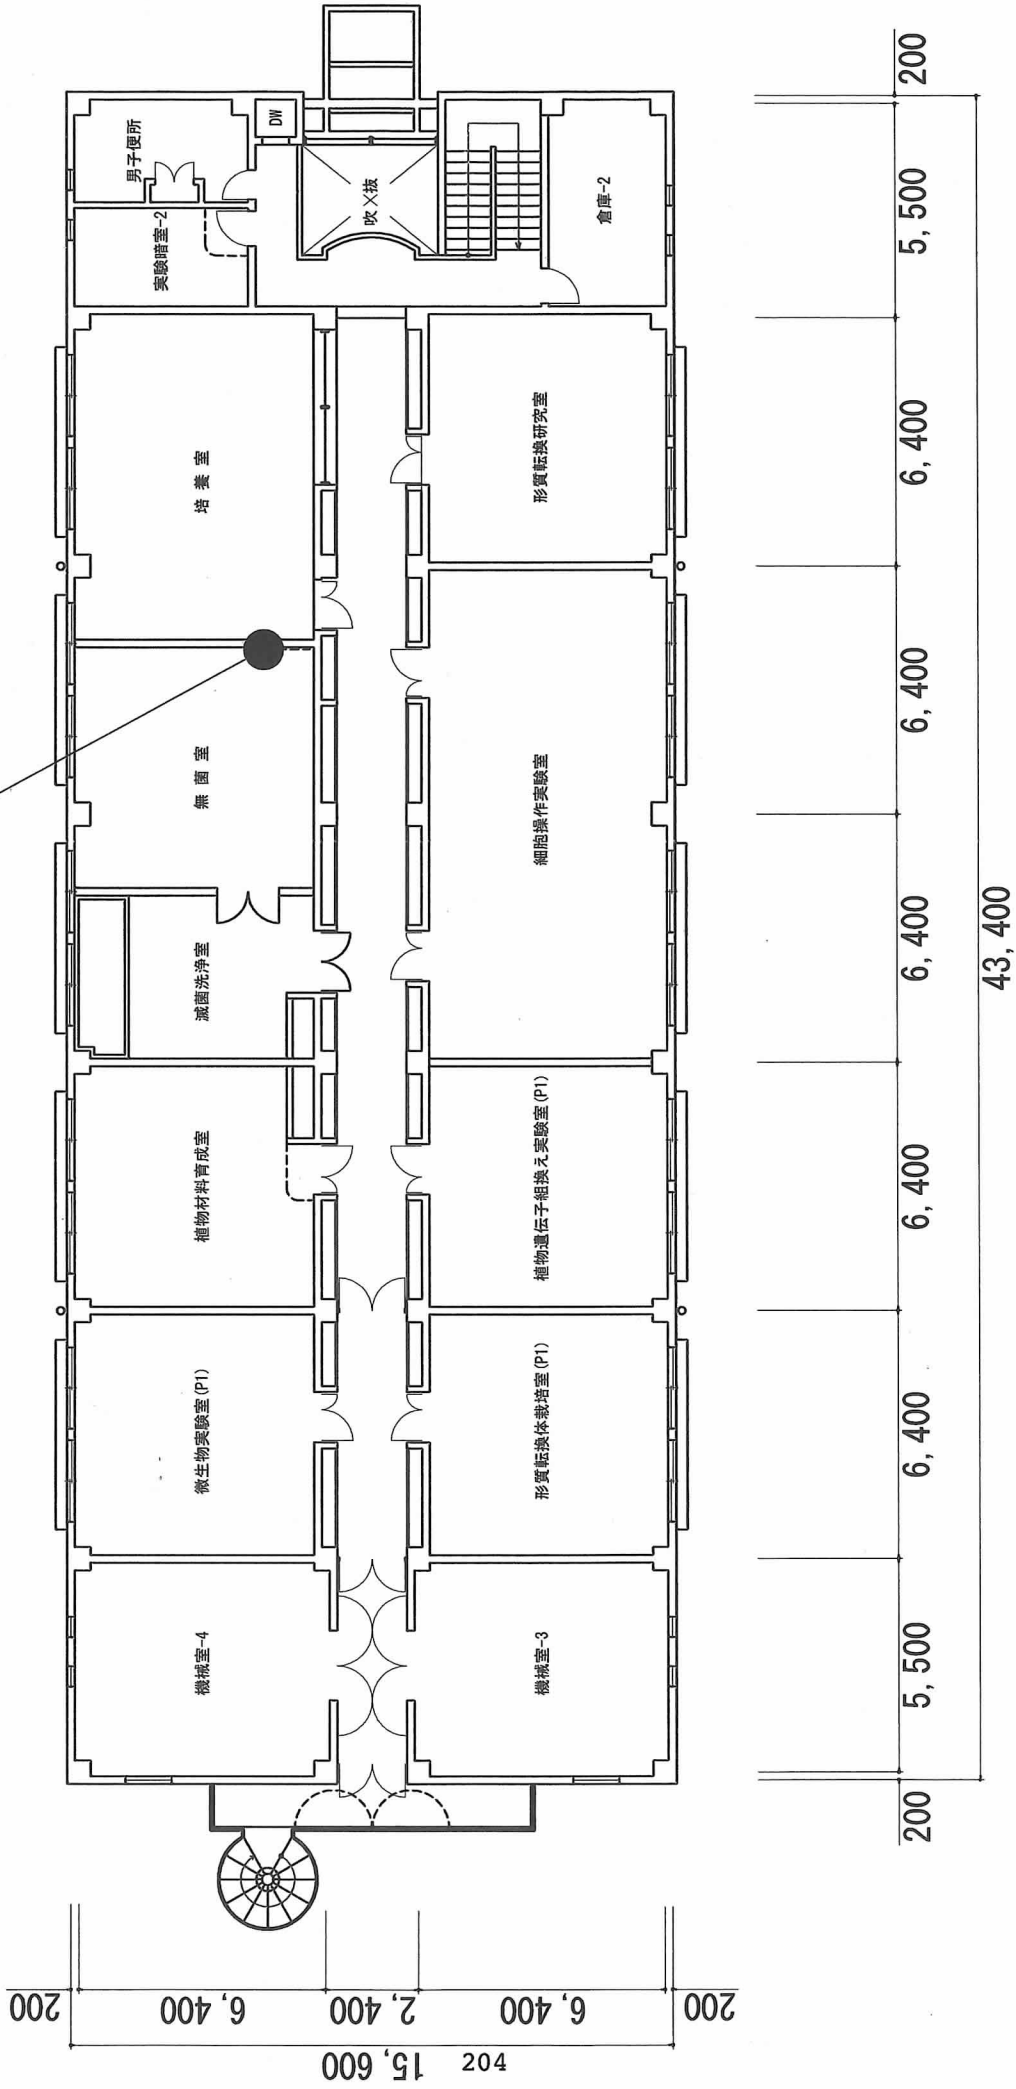 男子便所
DW
実験暗室-2
吹 抜
倉庫-2
培養室
形質転換研究室
無菌室
細胞操作実験室
滅菌洗浄室
植物材料育成室
植物遺伝子組換え実験室(P1)
微生物実験室(P1)
形質転換体栽培室(P1)
機械室-4
機械室-3
200
5,500
6,400
6,400
6,400
6,400
6,400
5,500
200
43,400
200
6,400
2,400
6,400
200
15,600
204